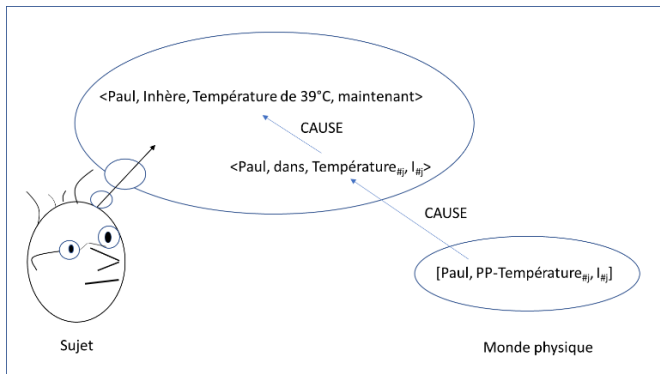 <Paul, Inhère, Température de 39°C, maintenant>
CAUSE
<Paul, dans, Température#j, I#j>
CAUSE
[Paul, PP-Température#j, I#j]
Sujet
Monde physique